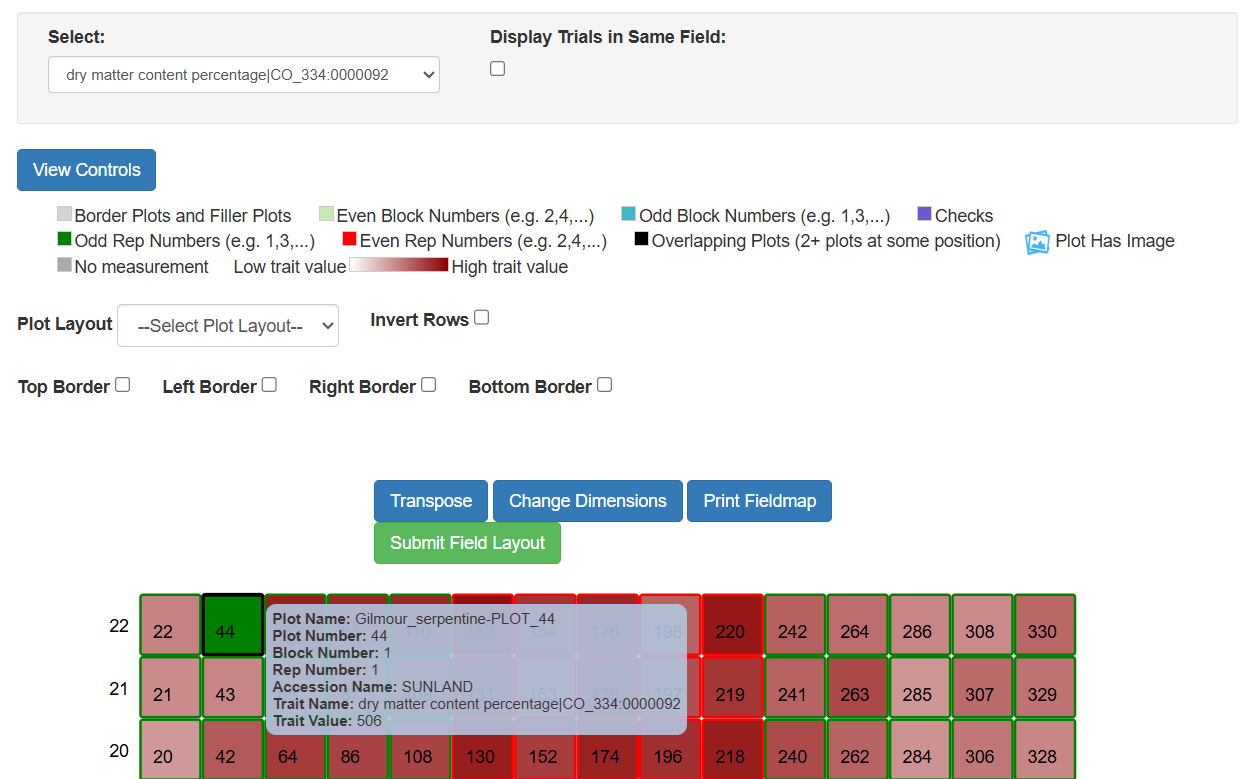 Select:
Display Trials in Same Field:
dry matter content percentage|CO_334:0000092
View Controls
Border Plots and Filler Plots Even Block Numbers (e.g. 2,4,...) Odd Block Numbers (e.g. 1,3,...) Checks
Odd Rep Numbers (e.g. 1,3,...) Even Rep Numbers (e.g. 2,4,...) Overlapping Plots (2+ plots at some position) Plot Has Image
No measurement Low trait value High trait value
Plot Layout --Select Plot Layout-- Invert Rows
Top Border Left Border Right Border Bottom Border
Transpose Change Dimensions Print Fieldmap
Submit Field Layout
22 22 44 110 154 176 198 220 242 264 286 308 330
Plot Name: Gilmour_serpentine-PLOT_44
Plot Number: 44
Block Number: 1
Rep Number: 1
Accession Name: SUNLAND
Trait Name: dry matter content percentage|CO_334:0000092
Trait Value: 506
21 21 43 153 175 197 219 241 263 285 307 329
20 20 42 64 86 108 130 152 174 196 218 240 262 284 306 328